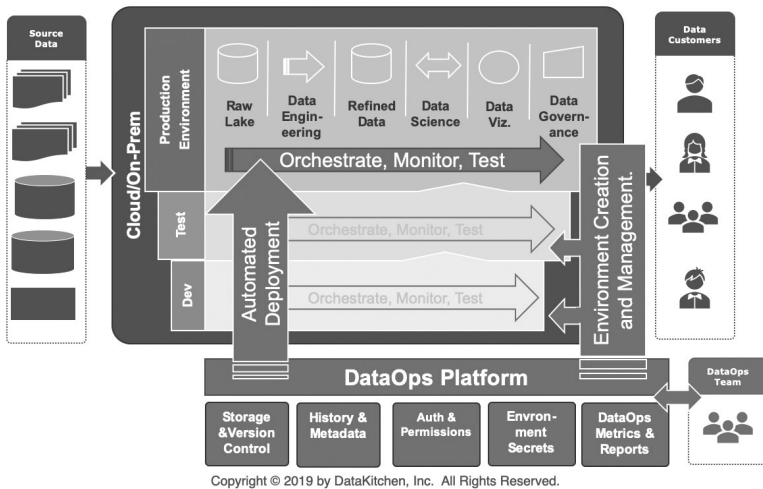 Source
Data
Cloud/On-Prem
Production
Environment
Raw
Lake
Data
Engin-
eering
Refined
Data
Data
Science
Data
Viz.
Data
Govern-
ance
Orchestrate, Monitor, Test
Test
Orchestrate, Monitor, Test
Dev
Orchestrate, Monitor, Test
Automated
Deployment
Environment Creation
and Management.
Data
Customers
DataOps Platform
DataOps
Team
Storage
&Version
Control
History &
Metadata
Auth &
Permissions
Envron-
ment
Secrets
DataOps
Metrics &
Reports
Copyright © 2019 by DataKitchen, Inc. All Rights Reserved.